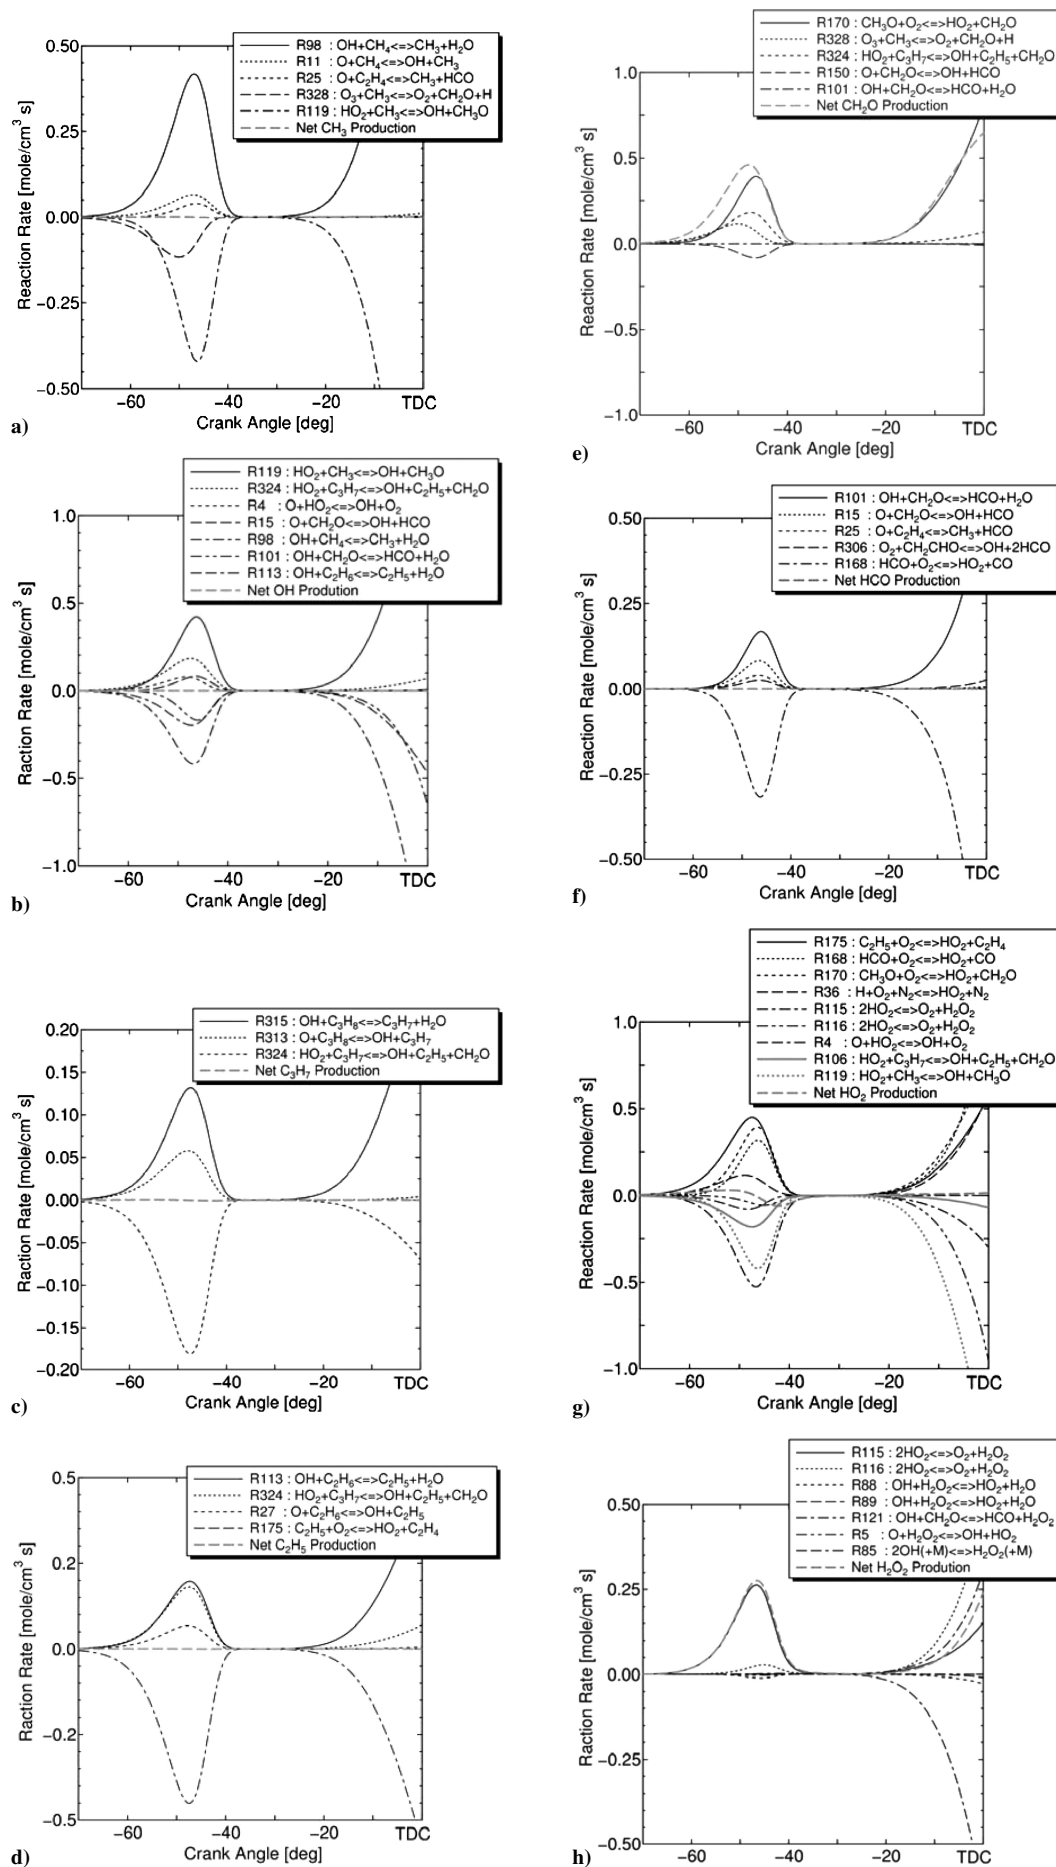 R98 : OH+CH4<=>CH3+H2O
R11 : O+CH4<=>OH+CH3
R25 : O+C2H4<=>CH3+HCO
R328 : O3+CH3<=>O2+CH2O+H
R119 : HO2+CH3<=>OH+CH3O
Net CH3 Production
0.50
0.25
0.00
−0.25
−0.50
Reaction Rate [mole/cm3 s]
−60 −40 −20 TDC
Crank Angle [deg]
a)
R119 : HO2+CH3<=>OH+CH3O
R324 : HO2+C3H7<=>OH+C2H5+CH2O
R4 : O+HO2<=>OH+O2
R15 : O+CH2O<=>OH+HCO
R98 : OH+CH4<=>CH3+H2O
R101 : OH+CH2O<=>HCO+H2O
R113 : OH+C2H6<=>C2H5+H2O
Net OH Prodution
1.0
0.5
0.0
−0.5
−1.0
Raction Rate [mole/cm3 s]
−60 −40 −20 TDC
Crank Angle [deg]
b)
R315 : OH+C3H8<=>C3H7+H2O
R313 : O+C3H8<=>OH+C3H7
R324 : HO2+C3H7<=>OH+C2H5+CH2O
Net C3H7 Production
0.20
0.15
0.10
0.05
0.00
−0.05
−0.10
−0.15
−0.20
Raction Rate [mole/cm3 s]
−60 −40 −20 TDC
Crank Angle [deg]
c)
R113 : OH+C2H6<=>C2H5+H2O
R324 : HO2+C3H7<=>OH+C2H5+CH2O
R27 : O+C2H6<=>OH+C2H5
R175 : C2H5+O2<=>HO2+C2H4
Net C2H5 Production
0.5
0.2
0.0
−0.2
−0.5
Raction Rate [mole/cm3 s]
−60 −40 −20 TDC
Crank Angle [deg]
d)
R170 : CH3O+O2<=>HO2+CH2O
R328 : O3+CH3<=>O2+CH2O+H
R324 : HO2+C3H7<=>OH+C2H5+CH2O
R150 : O+CH2O<=>OH+HCO
R101 : OH+CH2O<=>HCO+H2O
Net CH2O Production
1.0
0.5
0.0
−0.5
−1.0
Reaction Rate [mole/cm3 s]
−60 −40 −20 TDC
Crank Angle [deg]
e)
R101 : OH+CH2O<=>HCO+H2O
R15 : O+CH2O<=>OH+HCO
R25 : O+C2H4<=>CH3+HCO
R306 : O2+CH2CHO<=>OH+2HCO
R168 : HCO+O2<=>HO2+CO
Net HCO Production
0.50
0.25
0.00
−0.25
−0.50
Reaction Rate [mole/cm3 s]
−60 −40 −20 TDC
Crank Angle [deg]
f)
R175 : C2H5+O2<=>HO2+C2H4
R168 : HCO+O2<=>HO2+CO
R170 : CH3O+O2<=>HO2+CH2O
R36 : H+O2+N2<=>HO2+N2
R115 : 2HO2<=>O2+H2O2
R116 : 2HO2<=>O2+H2O2
R4 : O+HO2<=>OH+O2
R106 : HO2+C3H7<=>OH+C2H5+CH2O
R119 : HO2+CH3<=>OH+CH3O
Net HO2 Production
1.0
0.5
0.0
−0.5
−1.0
Reaction Rate [mole/cm3 s]
−60 −40 −20 TDC
Crank Angle [deg]
g)
R115 : 2HO2<=>O2+H2O2
R116 : 2HO2<=>O2+H2O2
R88 : OH+H2O2<=>HO2+H2O
R89 : OH+H2O2<=>HO2+H2O
R121 : OH+CH2O<=>HCO+H2O2
R5 : O+H2O2<=>OH+HO2
R85 : 2OH(+M)<=>H2O2(+M)
Net H2O2 Prodution
0.50
0.25
0.00
−0.25
−0.50
Raction Rate [mole/cm3 s]
−60 −40 −20 TDC
Crank Angle [deg]
h)